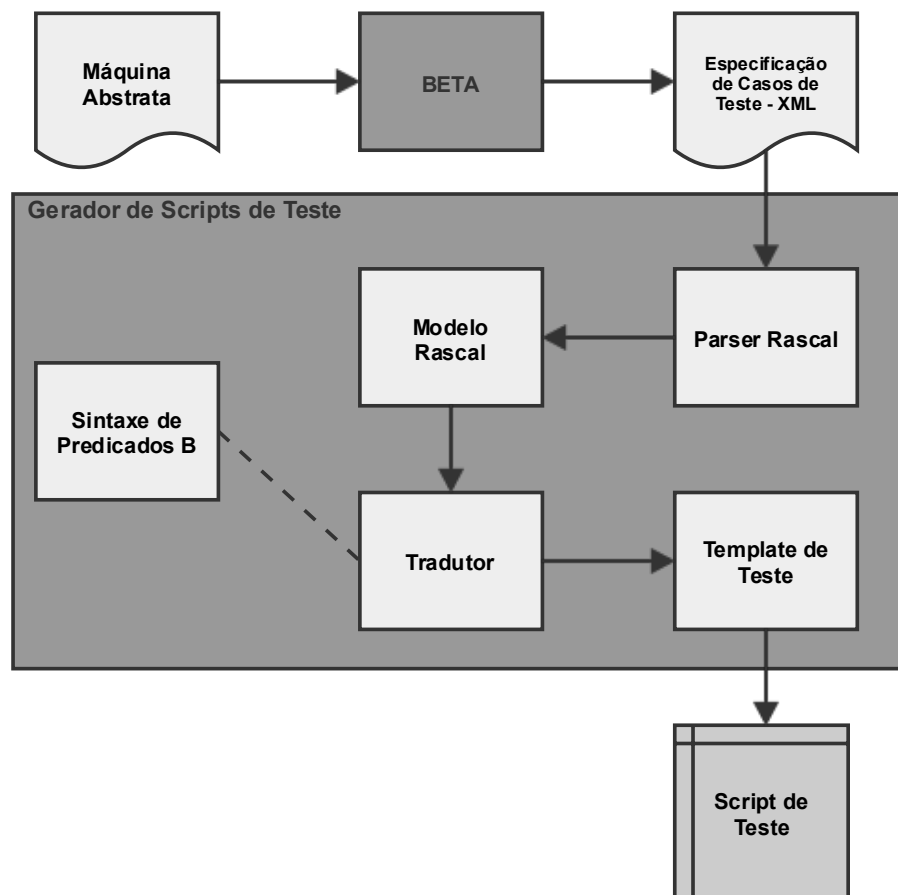 Máquina
Abstrata
BETA
Especificação
de Casos de
Teste - XML
Gerador de Scripts de Teste
Modelo
Rascal
Parser Rascal
Sintaxe de
Predicados B
Tradutor
Template de
Teste
Script de
Teste